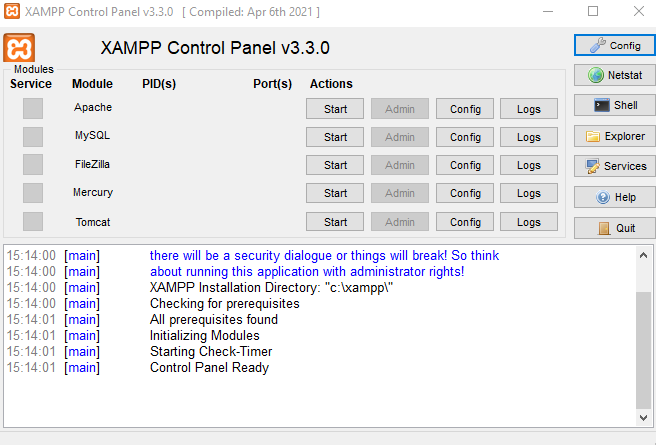 XAMPP Control Panel v3.3.0 [ Compiled: Apr 6th 2021 ]
XAMPP Control Panel v3.3.0
Config
Netstat
Shell
Explorer
Services
Help
Quit
Modules
Service Module PID(s) Port(s) Actions
Apache Start Admin Config Logs
MySQL Start Admin Config Logs
FileZilla Start Admin Config Logs
Mercury Start Admin Config Logs
Tomcat Start Admin Config Logs
15:14:00 [main] there will be a security dialogue or things will break! So think
15:14:00 [main] about running this application with administrator rights!
15:14:00 [main] XAMPP Installation Directory: "c:\xampp\"
15:14:00 [main] Checking for prerequisites
15:14:01 [main] All prerequisites found
15:14:01 [main] Initializing Modules
15:14:01 [main] Starting Check-Timer
15:14:01 [main] Control Panel Ready